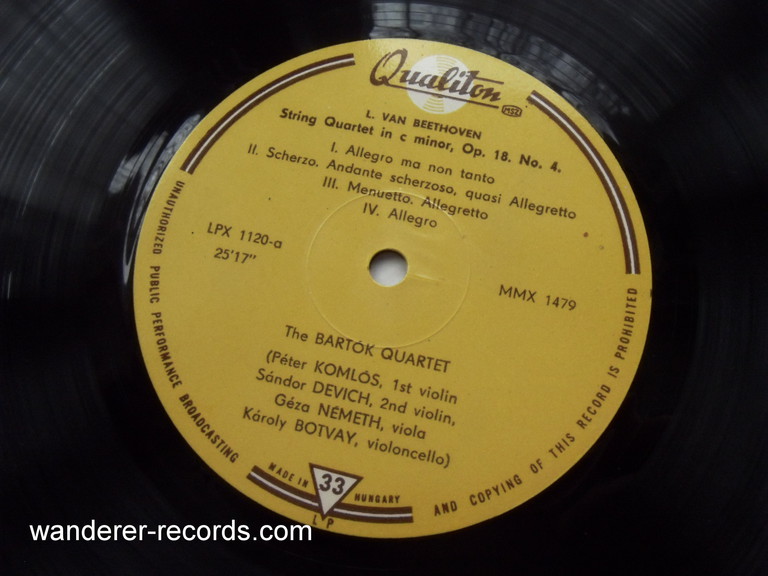 Qualiton
MSZ
L. VAN BEETHOVEN
String Quartet in c minor, Op. 18. No. 4.
I. Allegro ma non tanto
II. Scherzo. Andante scherzoso, quasi Allegretto
III. Menuetto. Allegretto
IV. Allegro
LPX 1120-a
25'17"
MMX 1479
The BARTÓK QUARTET
(Péter KOMLÓS, 1st violin
Sándor DEVICH, 2nd violin,
Géza NÉMETH, viola
Károly BOTVAY, violoncello)
UNAUTHORIZED PUBLIC PERFORMANCE BROADCASTING
AND COPYING OF THIS RECORD IS PROHIBITED
MADE IN HUNGARY
33
LP
wanderer-records.com